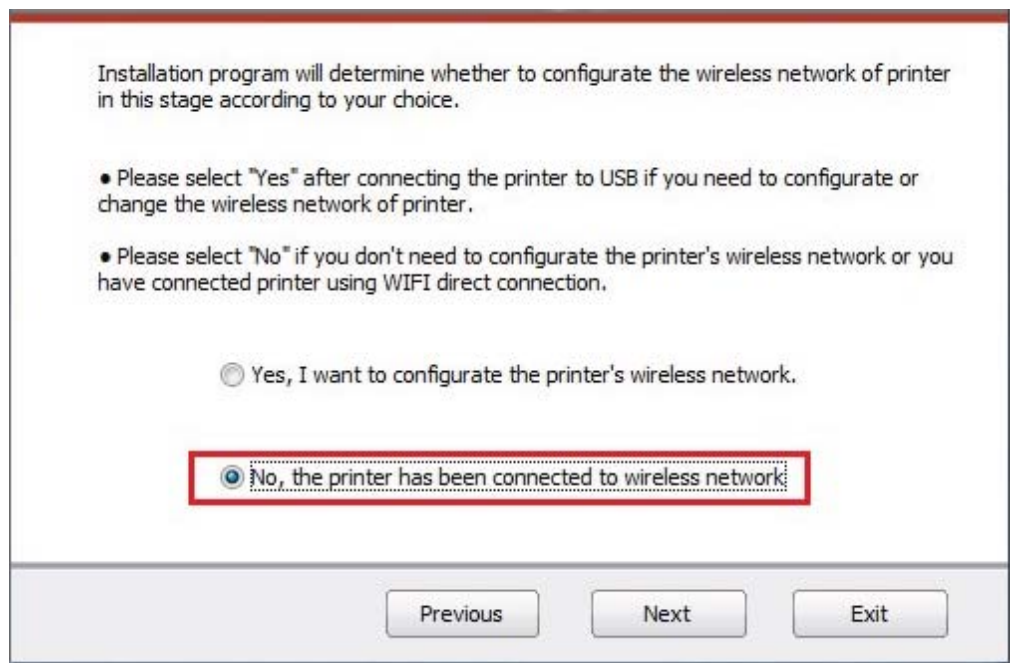 Installation program will determine whether to configurate the wireless network of printer
in this stage according to your choice.
● Please select "Yes" after connecting the printer to USB if you need to configurate or
change the wireless network of printer.
● Please select "No" if you don't need to configurate the printer's wireless network or you
have connected printer using WIFI direct connection.
Yes, I want to configurate the printer's wireless network.
No, the printer has been connected to wireless network
Previous Next Exit